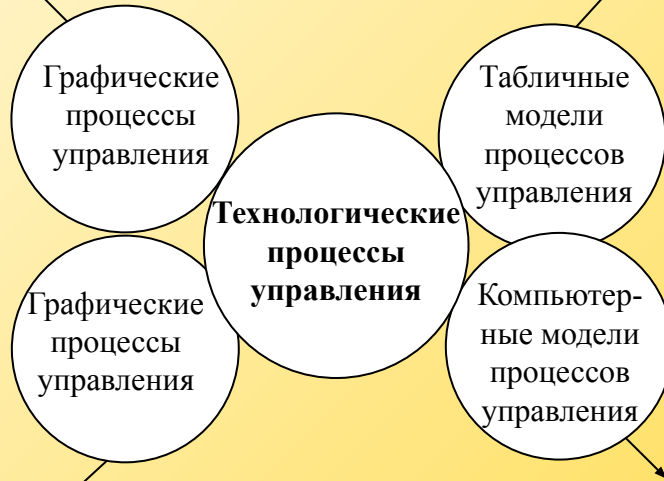 Графические
процессы
управления
Табличные
модели
процессов
управления
Технологические
процессы
управления
Графические
процессы
управления
Компьютер-
ные модели
процессов
управления